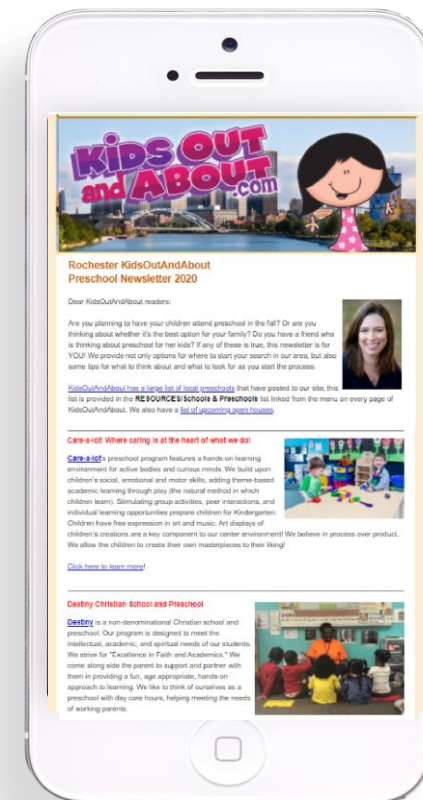 KiDS OUT
and ABOUT
.com
Rochester KidsOutAndAbout
Preschool Newsletter 2020
Dear KidsOutAndAbout readers:
Are you planning to have your children attend preschool in the fall? Or are you
thinking about whether it's the best option for your family? Do you have a friend who
is thinking about preschool for her kids? If any of these is true, this newsletter is for
YOU! We provide not only options for where to start your search in our area, but also
some tips for what to think about and what to look for as you start the process.
KidsOutAndAbout has a large list of local preschools that have posted to our site; this
list is provided in the RESOURCES/Schools & Preschools list linked from the menu on every page of
KidsOutAndAbout. We also have a list of upcoming open houses.
Care-a-lot: Where caring is at the heart of what we do!
Care-a-lot's preschool program features a hands on learning
environment for active bodies and curious minds. We build upon
children's social, emotional and motor skills, adding theme-based
academic learning through play (the natural method in which
children learn). Stimulating group activities, peer interactions, and
individual learning opportunities prepare children for Kindergarten.
Children have free expression in art and music. Art displays of
children's creations are a key component to our center environment! We believe in process over product.
We allow the children to create their own masterpieces to their liking!
Click here to learn more!
Destiny Christian School and Preschool
Destiny is a non-denominational Christian school and
preschool. Our program is designed to meet the
intellectual, academic, and spiritual needs of our students.
We strive for "Excellence in Faith and Academics." We
come along side the parent to support and partner with
them in providing a fun, age appropriate, hands-on
approach to learning. We like to think of ourselves as a
preschool with day care hours, helping meeting the needs
of working parents.